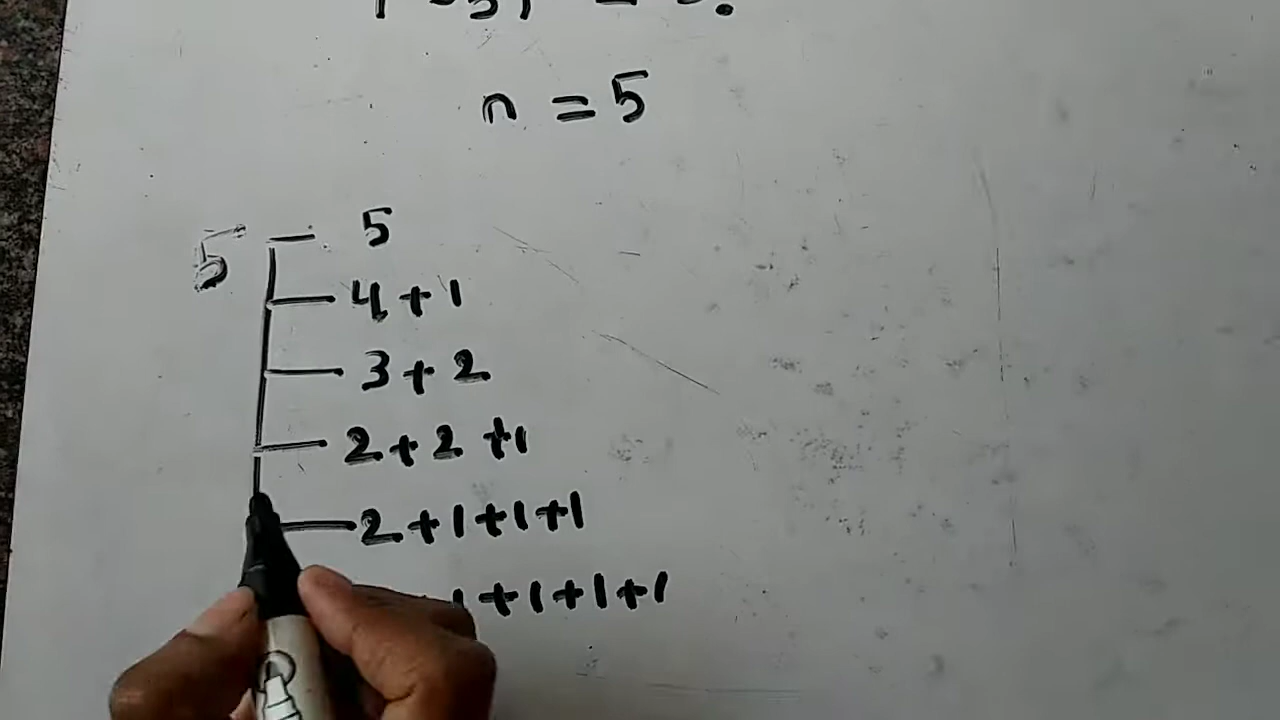 n = 5
5 5
4 + 1
3 + 2
2 + 2 + 1
2 + 1 + 1 + 1
1 + 1 + 1 + 1